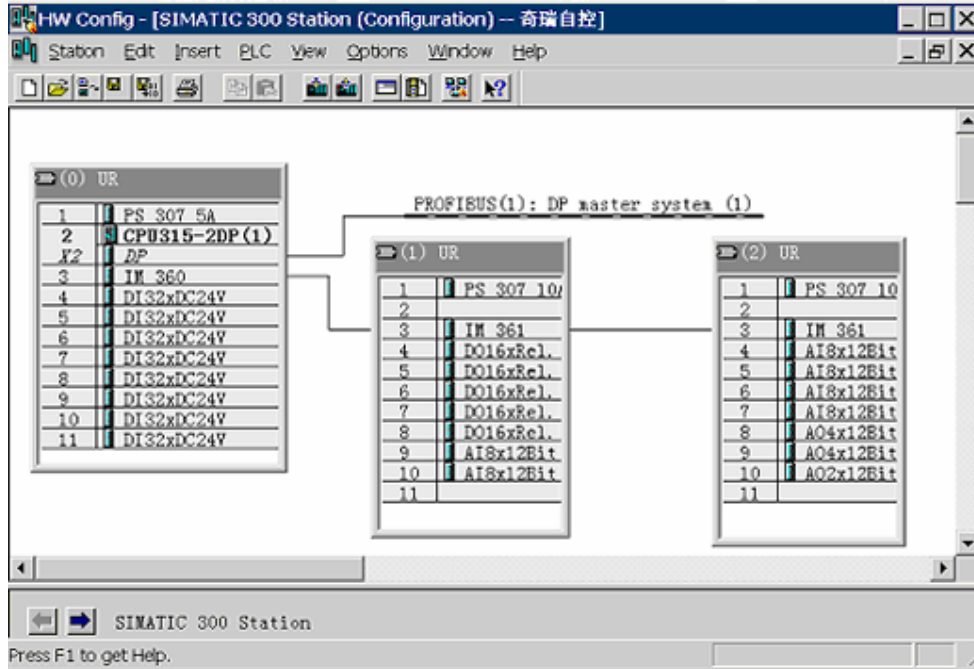 HW Config - [SIMATIC 300 Station (Configuration) -- 奇瑞自控]
Station Edit Insert PLC View Options Window Help
(0) UR
1 PS 307 5A
2 CPU315-2DP(1)
X2 DP
3 IM 360
4 DI32xDC24V
5 DI32xDC24V
6 DI32xDC24V
7 DI32xDC24V
8 DI32xDC24V
9 DI32xDC24V
10 DI32xDC24V
11 DI32xDC24V
PROFIBUS(1): DP master system (1)
(1) UR
1 PS 307 10A
2
3 IM 361
4 DO16xRel.
5 DO16xRel.
6 DO16xRel.
7 DO16xRel.
8 DO16xRel.
9 AI8x12Bit
10 AI8x12Bit
11
(2) UR
1 PS 307 10
2
3 IM 361
4 AI8x12Bit
5 AI8x12Bit
6 AI8x12Bit
7 AI8x12Bit
8 AO4x12Bit
9 AO4x12Bit
10 AO2x12Bit
11
SIMATIC 300 Station
Press F1 to get Help.